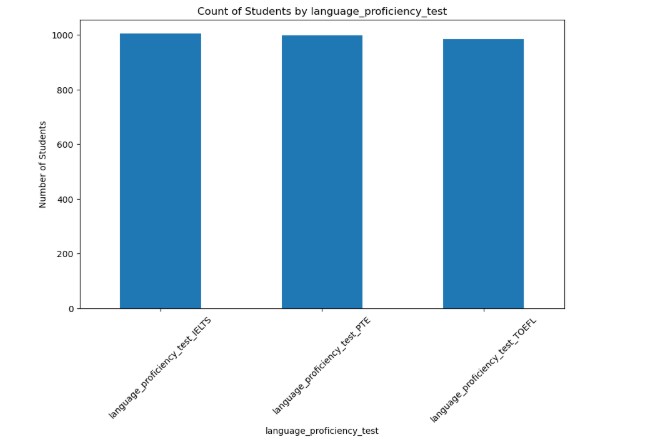 Count of Students by language_proficiency_test
Number of Students
1000
800
600
400
200
0
language_proficiency_test_IELTS
language_proficiency_test_PTE
language_proficiency_test_TOEFL
language_proficiency_test